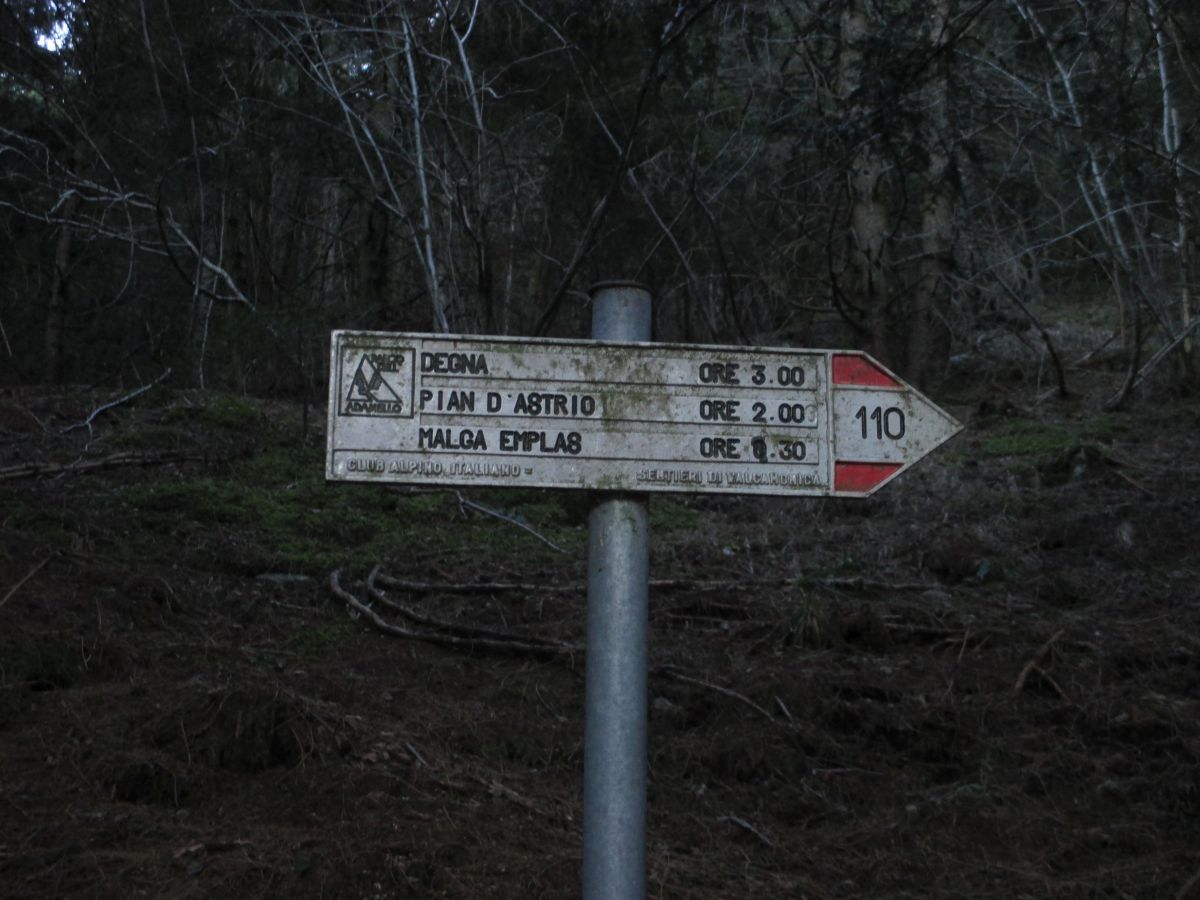 DEGNA ORE 3.00
PIAN D'ASTRIO ORE 2.00
MALGA EMPLAS ORE 0.30
110
ADAMELLO
CLUB ALPINO ITALIANO = SENTIERI DI VALCAMONICA